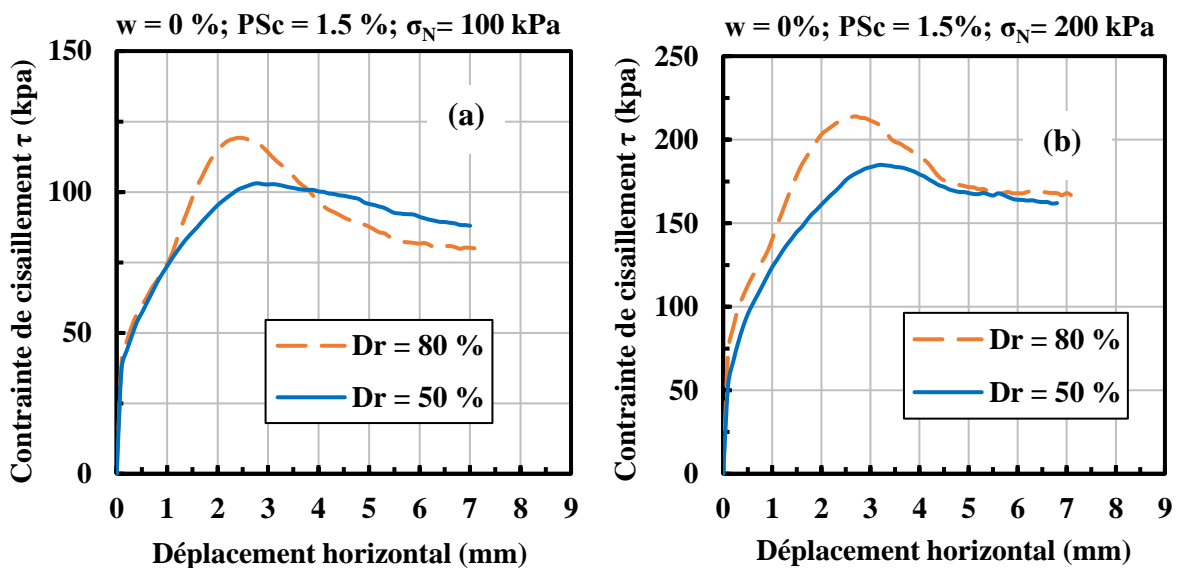 w = 0 %; PSc = 1.5 %; σN= 100 kPa
150
100
50
0
Contrainte de cisaillement τ (kpa)
(a)
Dr = 80 %
Dr = 50 %
0 1 2 3 4 5 6 7 8 9
Déplacement horizontal (mm)
w = 0%; PSc = 1.5%; σN= 200 kPa
250
200
150
100
50
0
Contrainte de cisaillement τ (kpa)
(b)
Dr = 80 %
Dr = 50 %
0 1 2 3 4 5 6 7 8 9
Déplacement horizontal (mm)